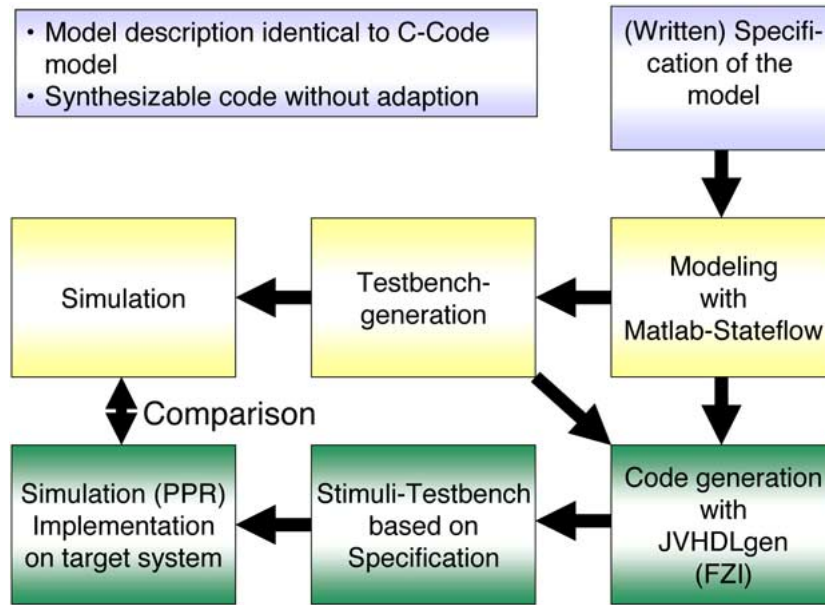 • Model description identical to C-Code
model
• Synthesizable code without adaption
(Written) Specifi-
cation of the
model
Simulation
Testbench-
generation
Modeling
with
Matlab-Stateflow
Comparison
Simulation (PPR)
Implementation
on target system
Stimuli-Testbench
based on
Specification
Code generation
with
JVHDLgen
(FZI)